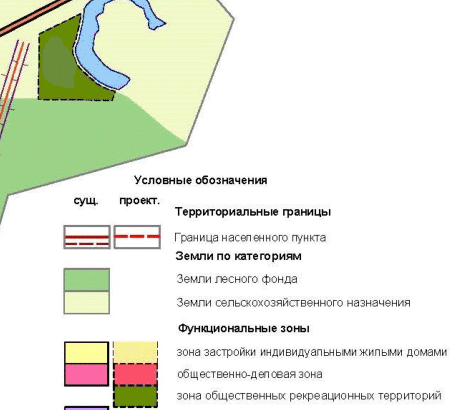 Условные обозначения
сущ. проект.
Территориальные границы
Граница населенного пункта
Земли по категориям
Земли лесного фонда
Земли сельскохозяйственного назначения
Функциональные зоны
зона застройки индивидуальными жилыми домами
общественно-деловая зона
зона общественных рекреационных территорий